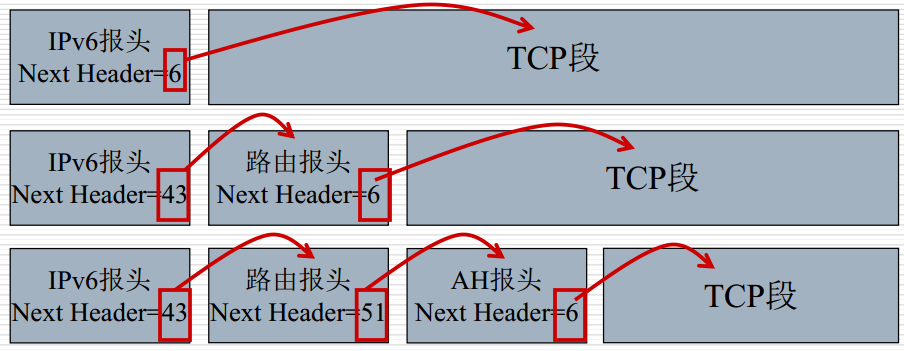 IPv6报头
Next Header=6
TCP段
IPv6报头
Next Header=43
路由报头
Next Header=6
TCP段
IPv6报头
Next Header=43
路由报头
Next Header=51
AH报头
Next Header=6
TCP段